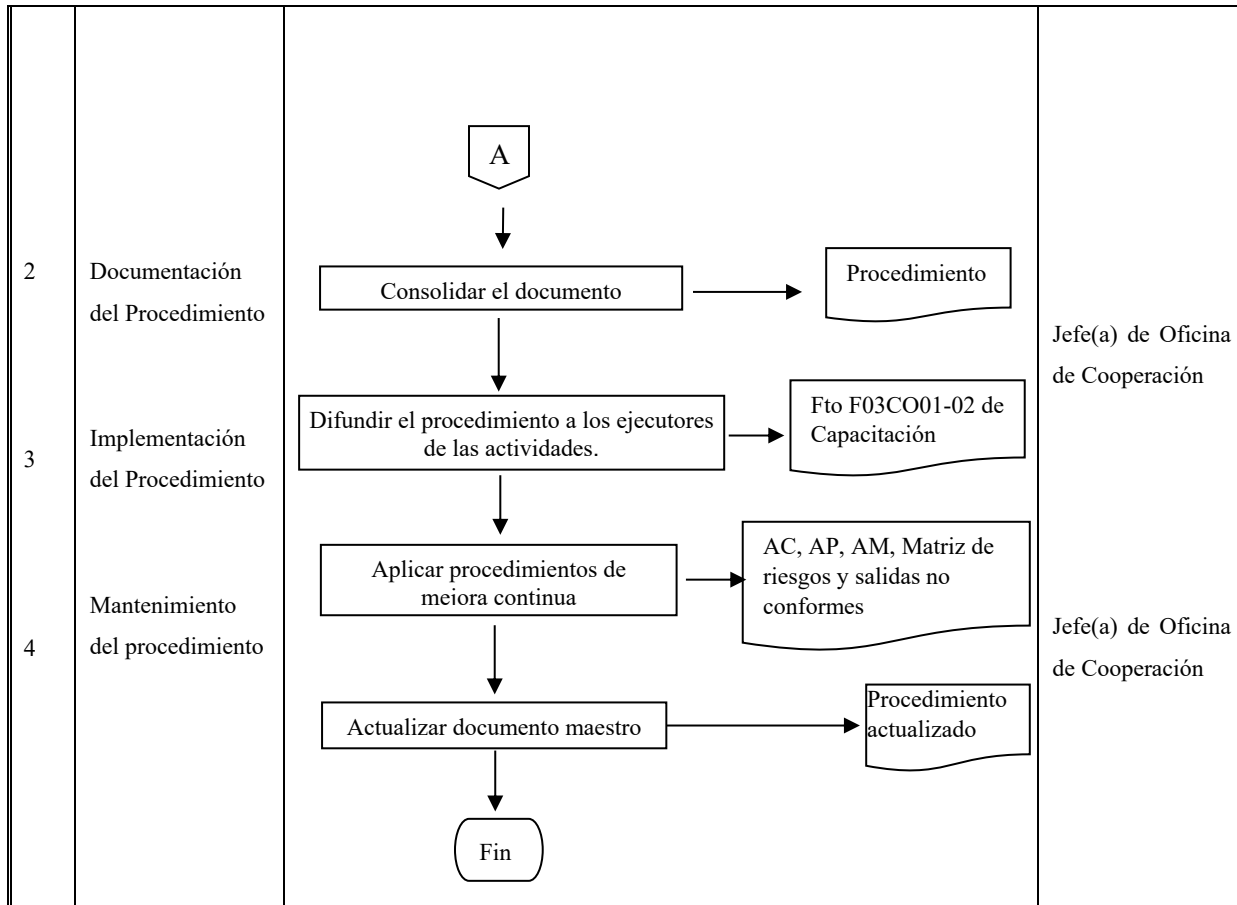 A
2
Documentación
del Procedimiento
Consolidar el documento
Procedimiento
Jefe(a) de Oficina
de Cooperación
3
Implementación
del Procedimiento
Difundir el procedimiento a los ejecutores
de las actividades.
Fto F03CO01-02 de
Capacitación
4
Mantenimiento
del procedimiento
Aplicar procedimientos de
mejora continua
AC, AP, AM, Matriz de
riesgos y salidas no
conformes
Jefe(a) de Oficina
de Cooperación
Actualizar documento maestro
Procedimiento
actualizado
Fin